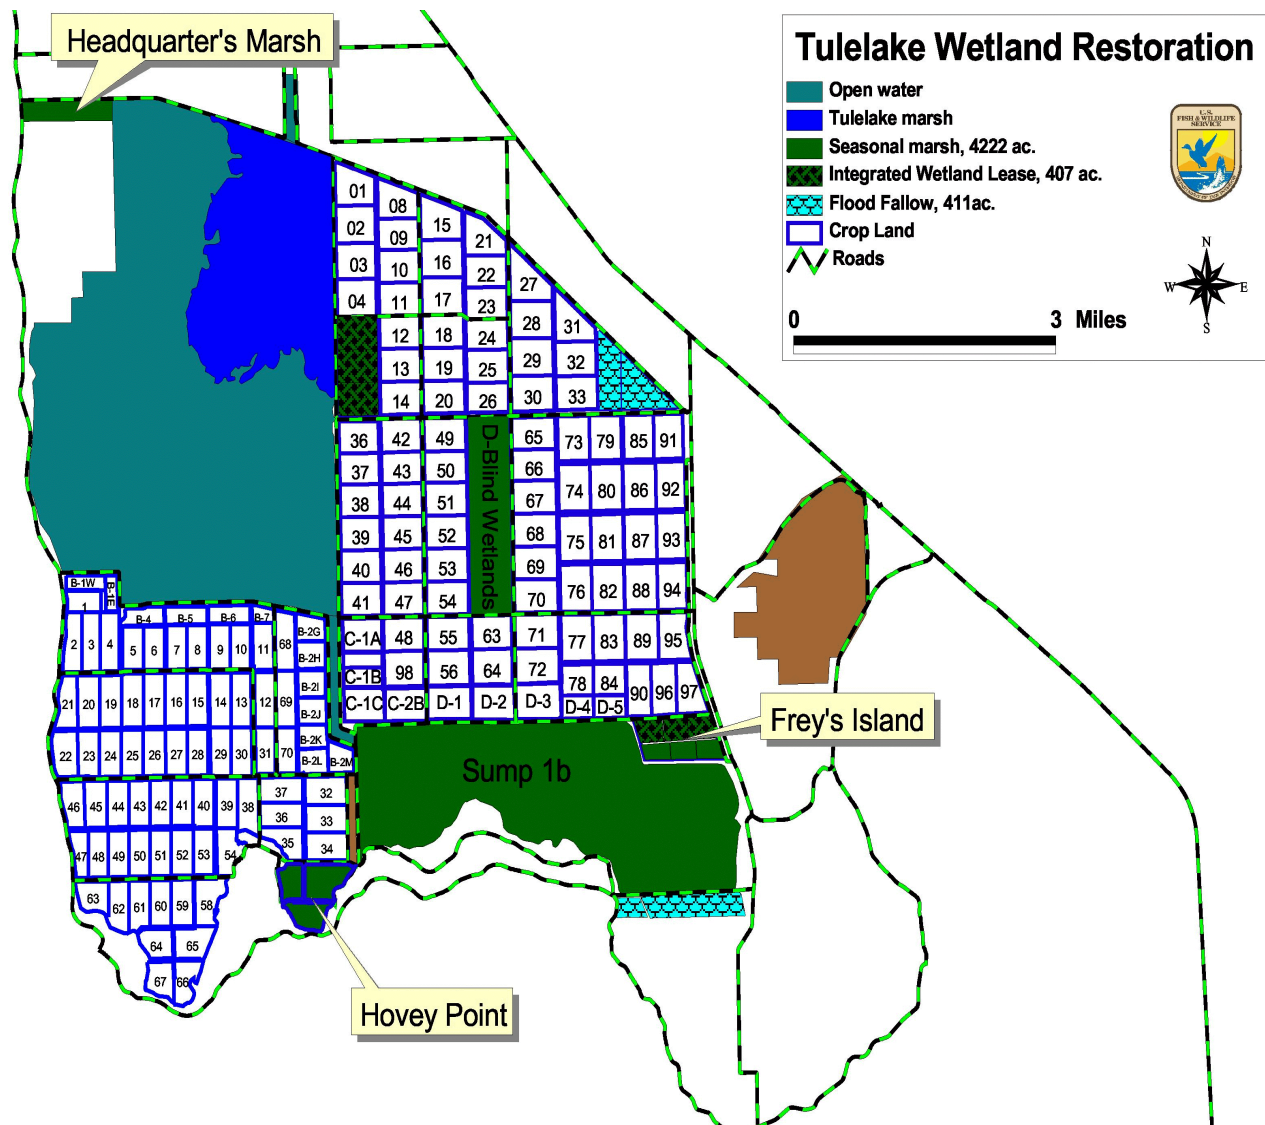 Headquarter's Marsh
Tulelake Wetland Restoration
Open water
Tulelake marsh
Seasonal marsh, 4222 ac.
Integrated Wetland Lease, 407 ac.
Flood Fallow, 411ac.
Crop Land
Roads
U.S.
FISH & WILDLIFE
SERVICE
N
W E
S
0 3 Miles
01
08
02 15
09 21
03 10 16 22
04 11 17 23 27
12 18 24 28 31
13 19 25 29 32
14 20 26 30 33
36 42 49 65 73 79 85 91
37 43 50 66
38 44 51 67 74 80 86 92
D-Blind Wetlands
39 45 52 68 75 81 87 93
40 46 53 69
41 47 54 70 76 82 88 94
C-1A 48 55 63 71 77 83 89 95
C-1B 98 56 64 72 78 84 90 96 97
C-1C C-2B D-1 D-2 D-3 D-4 D-5
B-1W B-1E
1
B-4 B-5 B-6 B-7
2 3 4 5 6 7 8 9 10 11 68 B-2G
B-2H
21 20 19 18 17 16 15 14 13 12 69 B-2I
B-2J
22 23 24 25 26 27 28 29 30 31 70 B-2K
B-2L B-2M
Frey's Island
Sump 1b
46 45 44 43 42 41 40 39 38 37 32
36 33
47 48 49 50 51 52 53 54 35 34
63 62 61 60 59 58
64 65
67 66
Hovey Point